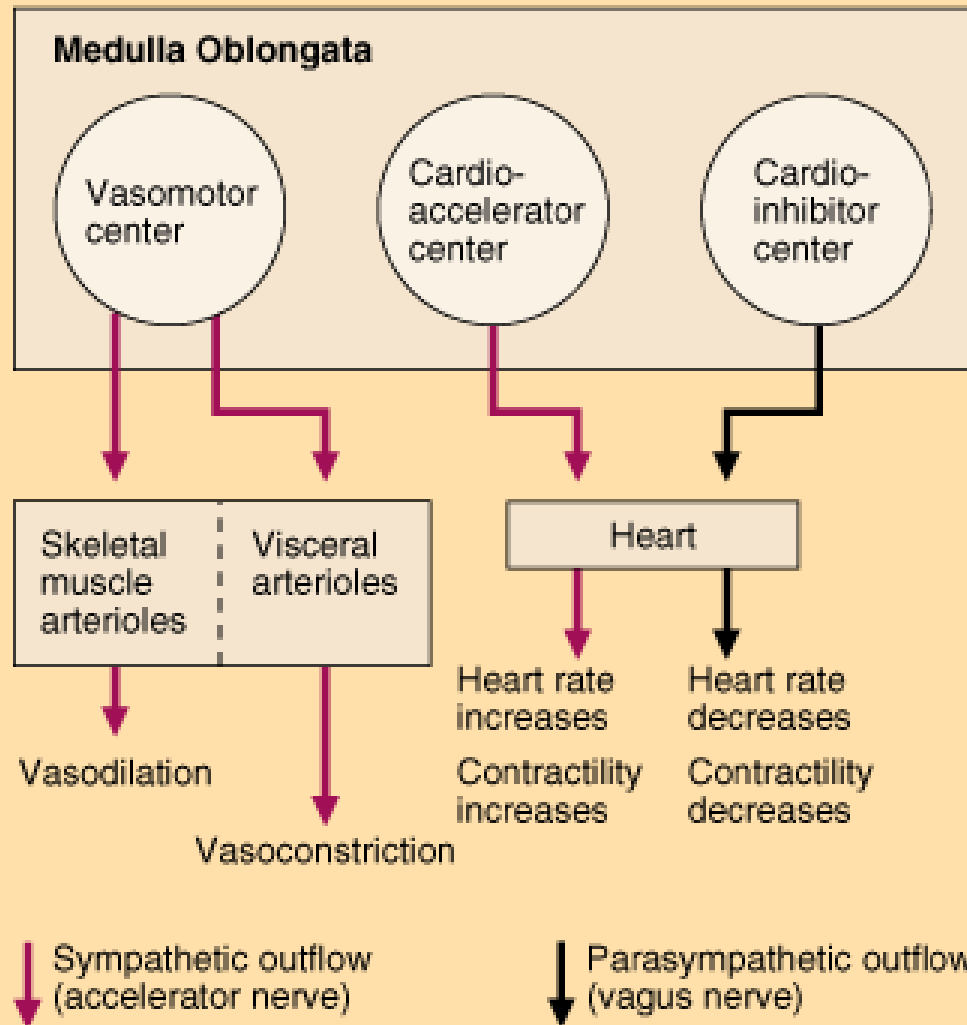 Medulla Oblongata
Vasomotor
center
Cardio-
accelerator
center
Cardio-
inhibitor
center
Skeletal
muscle
arterioles
Visceral
arterioles
Heart
Heart rate
increases
Contractility
increases
Heart rate
decreases
Contractility
decreases
Vasodilation
Vasoconstriction
Sympathetic outflow
(accelerator nerve)
Parasympathetic outflow
(vagus nerve)